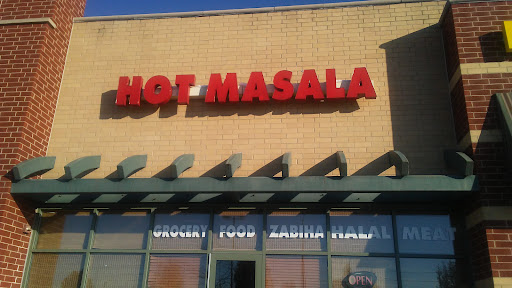 HOT MASALA
GROCERY FOOD ZABIHA HALAL MEAT
OPEN